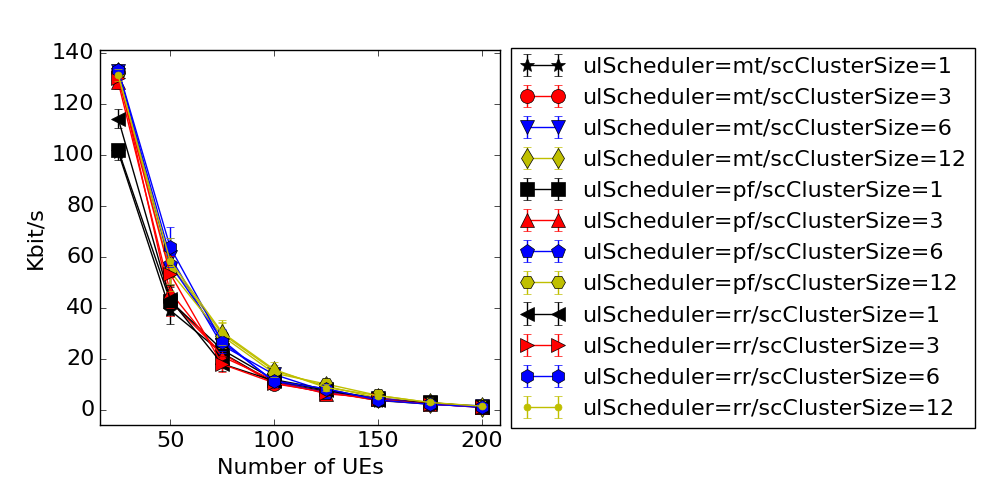 140
120
100
80
60
40
20
0
Kbit/s
50
100
150
200
Number of UEs
ulScheduler=mt/scClusterSize=1
ulScheduler=mt/scClusterSize=3
ulScheduler=mt/scClusterSize=6
ulScheduler=mt/scClusterSize=12
ulScheduler=pf/scClusterSize=1
ulScheduler=pf/scClusterSize=3
ulScheduler=pf/scClusterSize=6
ulScheduler=pf/scClusterSize=12
ulScheduler=rr/scClusterSize=1
ulScheduler=rr/scClusterSize=3
ulScheduler=rr/scClusterSize=6
ulScheduler=rr/scClusterSize=12